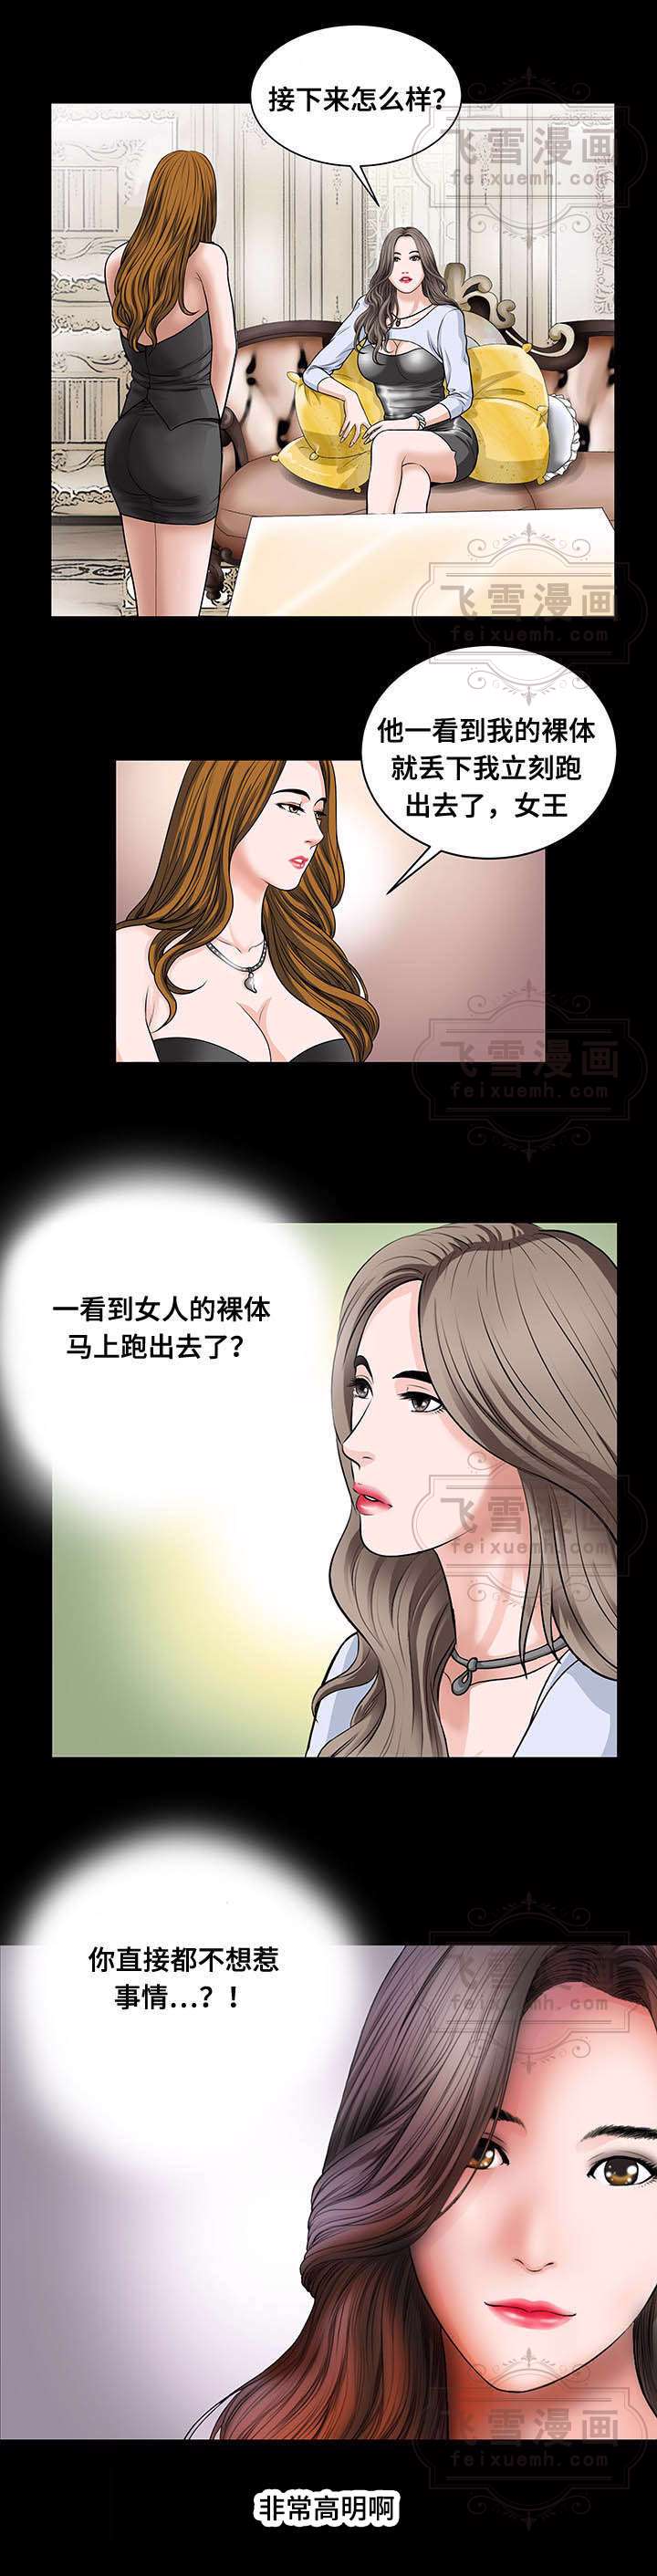 接下来怎么样？
飞雪漫画
feixuemh.com
飞雪漫画
feixuemh.com
他一看到我的裸体
就丢下我立刻跑
出去了，女王
飞雪漫画
feixuemh.com
一看到女人的裸体
马上跑出去了？
飞雪漫画
feixuemh.com
你直接都不想惹
事情...？！
飞雪漫画
feixuemh.com
飞雪漫画
feixuemh.com
非常高明啊